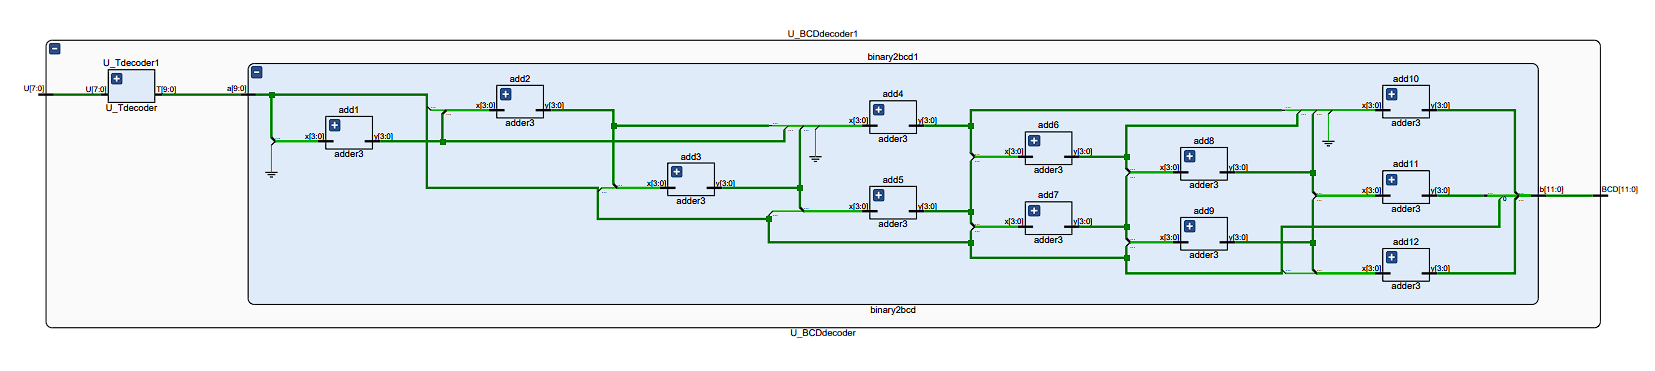 U_BCDdecoder1
binary2bcd1
U_Tdecoder1
U[7:0]
U[7:0]
T[9:0]
a[9:0]
U_Tdecoder
add1
x[3:0]
y[3:0]
adder3
add2
x[3:0]
y[3:0]
adder3
add3
x[3:0]
y[3:0]
adder3
add4
x[3:0]
y[3:0]
adder3
add5
x[3:0]
y[3:0]
adder3
add6
x[3:0]
y[3:0]
adder3
add7
x[3:0]
y[3:0]
adder3
add8
x[3:0]
y[3:0]
adder3
add9
x[3:0]
y[3:0]
adder3
add10
x[3:0]
y[3:0]
adder3
add11
x[3:0]
y[3:0]
adder3
0
add12
x[3:0]
y[3:0]
adder3
b[11:0]
BCD[11:0]
binary2bcd
U_BCDdecoder